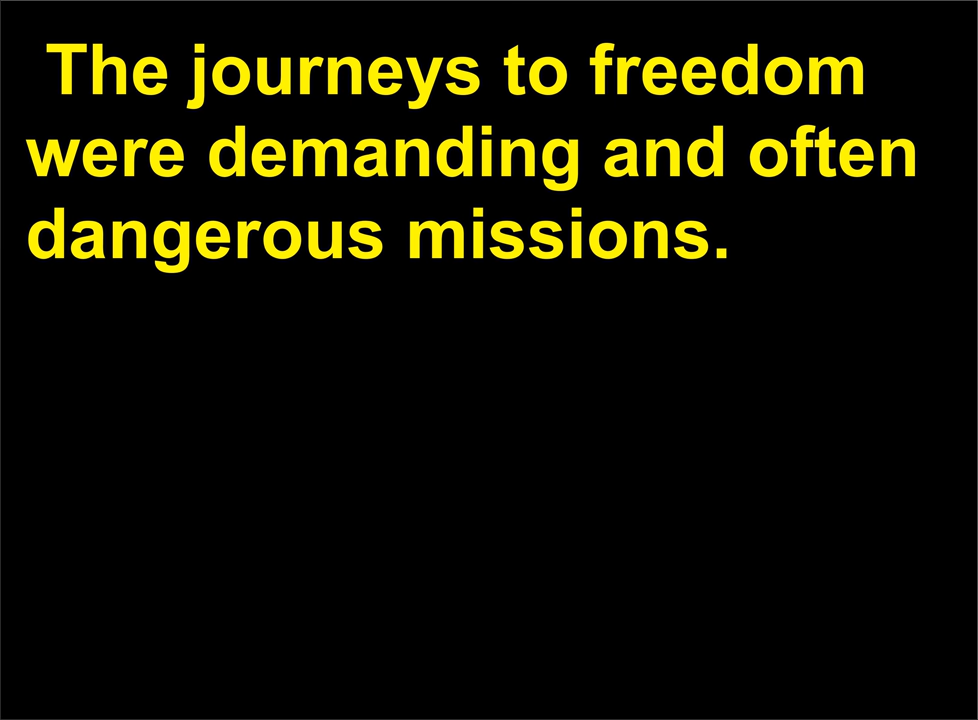 The journeys to freedom
were demanding and often
dangerous missions.